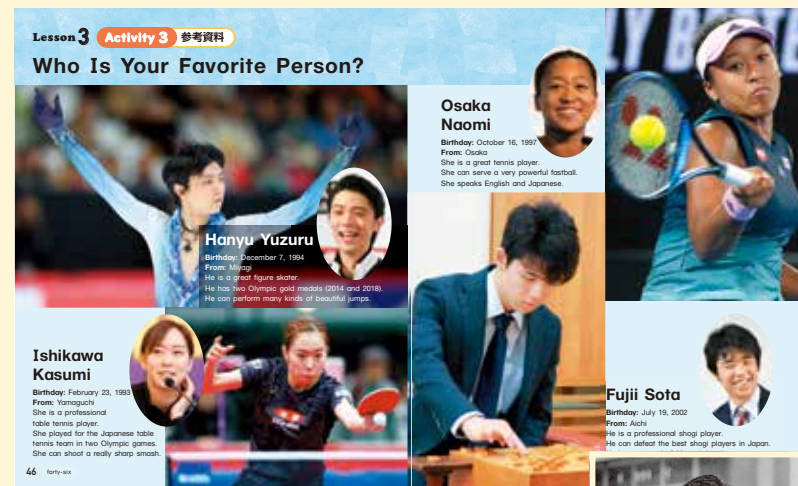 Lesson 3 Activity 3 参考資料
Who Is Your Favorite Person?
Hanyu Yuzuru
Birthday: December 7, 1994
From: Miyagi
He is a great figure skater.
He has two Olympic gold medals (2014 and 2018).
He can perform many kinds of beautiful jumps.
Osaka
Naomi
Birthday: October 16, 1997
From: Osaka
She is a great tennis player.
She can serve a very powerful fastball.
She speaks English and Japanese.
Ishikawa
Kasumi
Birthday: February 23, 1993
From: Yamaguchi
She is a professional
table tennis player.
She played for the Japanese table
tennis team in two Olympic games.
She can shoot a really sharp smash.
Fujii Sota
Birthday: July 19, 2002
From: Aichi
He is a professional shogi player.
He can defeat the best shogi players in Japan.
46 forty-six